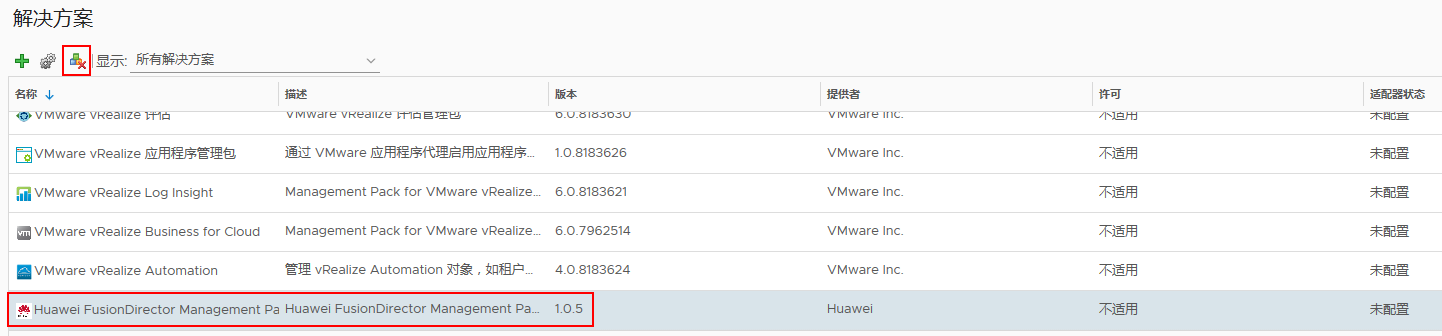 解决方案
显示: 所有解决方案
名称 描述 版本 提供者 许可 适配器状态
VMware vRealize 评估 VMware vRealize 评估管理包 6.0.8183630 VMware Inc. 不适用 未配置
VMware vRealize 应用程序管理包 通过 VMware 应用程序代理启用应用程序... 1.0.8183626 VMware Inc. 不适用 未配置
VMware vRealize Log Insight Management Pack for VMware vRealize... 6.0.8183621 VMware Inc. 不适用 未配置
VMware vRealize Business for Cloud Management Pack for VMware vRealize... 6.0.7962514 VMware Inc. 不适用 未配置
VMware vRealize Automation 管理 vRealize Automation 对象，如租户... 4.0.8183624 VMware Inc. 不适用 未配置
Huawei FusionDirector Management Pa Huawei FusionDirector Management Pa... 1.0.5 Huawei 不适用 未配置